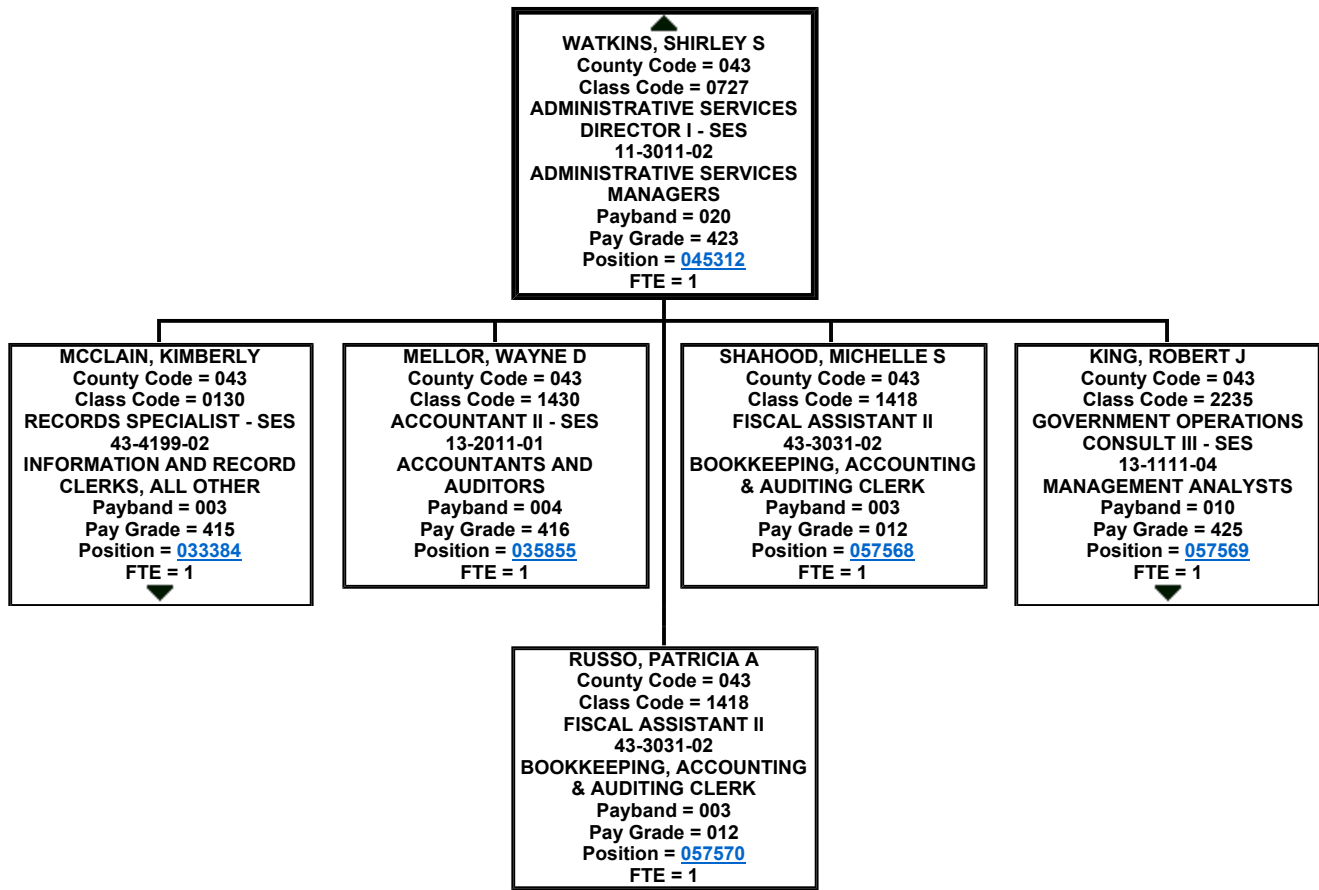 WATKINS, SHIRLEY S
County Code = 043
Class Code = 0727
ADMINISTRATIVE SERVICES
DIRECTOR I - SES
11-3011-02
ADMINISTRATIVE SERVICES
MANAGERS
Payband = 020
Pay Grade = 423
Position = 045312
FTE = 1
MCCLAIN, KIMBERLY
County Code = 043
Class Code = 0130
RECORDS SPECIALIST - SES
43-4199-02
INFORMATION AND RECORD
CLERKS, ALL OTHER
Payband = 003
Pay Grade = 415
Position = 033384
FTE = 1
MELLOR, WAYNE D
County Code = 043
Class Code = 1430
ACCOUNTANT II - SES
13-2011-01
ACCOUNTANTS AND
AUDITORS
Payband = 004
Pay Grade = 416
Position = 035855
FTE = 1
SHAHOOD, MICHELLE S
County Code = 043
Class Code = 1418
FISCAL ASSISTANT II
43-3031-02
BOOKKEEPING, ACCOUNTING
& AUDITING CLERK
Payband = 003
Pay Grade = 012
Position = 057568
FTE = 1
KING, ROBERT J
County Code = 043
Class Code = 2235
GOVERNMENT OPERATIONS
CONSULT III - SES
13-1111-04
MANAGEMENT ANALYSTS
Payband = 010
Pay Grade = 425
Position = 057569
FTE = 1
RUSSO, PATRICIA A
County Code = 043
Class Code = 1418
FISCAL ASSISTANT II
43-3031-02
BOOKKEEPING, ACCOUNTING
& AUDITING CLERK
Payband = 003
Pay Grade = 012
Position = 057570
FTE = 1